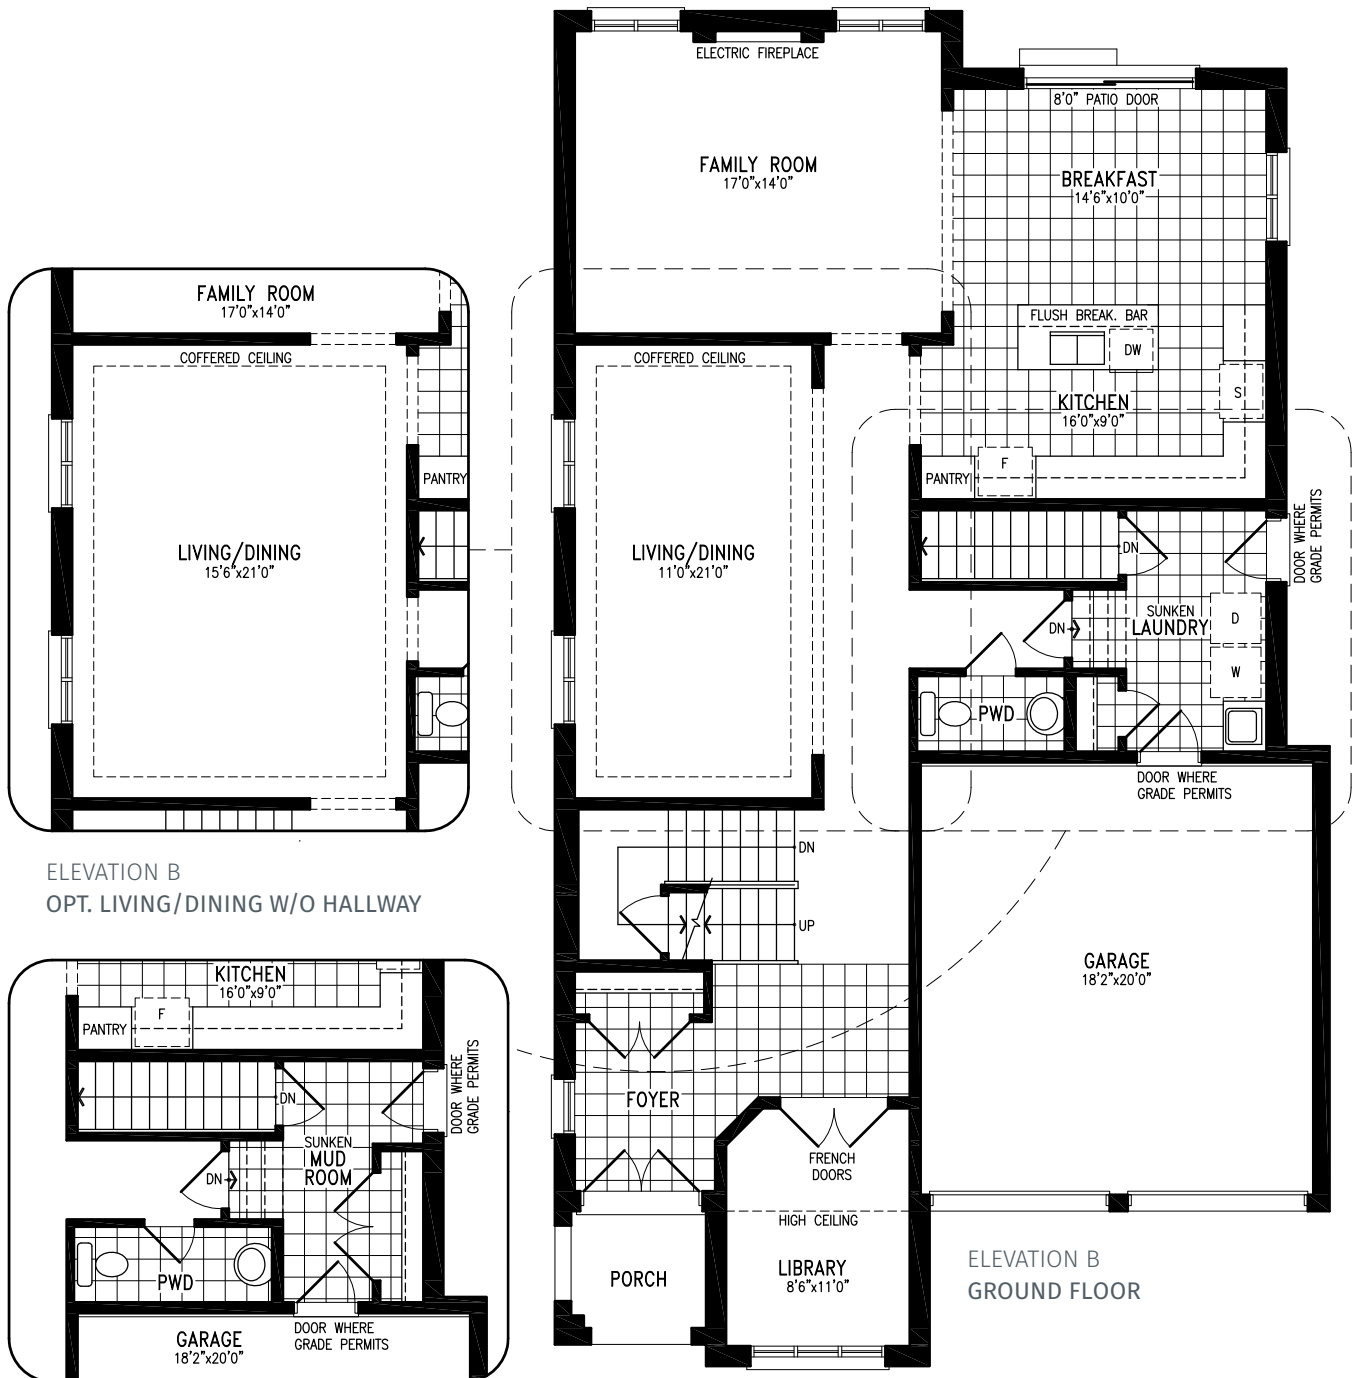 ELECTRIC FIREPLACE
FAMILY ROOM
17'0"x14'0"
8'0" PATIO DOOR
BREAKFAST
14'6"x10'0"
FLUSH BREAK. BAR
DW
S
KITCHEN
16'0"x9'0"
F
PANTRY
COFFERED CEILING
LIVING/DINING
11'0"x21'0"
DN
DOOR WHERE
GRADE PERMITS
SUNKEN
LAUNDRY
DN
D
W
PWD
DOOR WHERE
GRADE PERMITS
DN
UP
GARAGE
18'2"x20'0"
FOYER
FRENCH
DOORS
HIGH CEILING
LIBRARY
8'6"x11'0"
PORCH
ELEVATION B
GROUND FLOOR
FAMILY ROOM
17'0"x14'0"
COFFERED CEILING
PANTRY
LIVING/DINING
15'6"x21'0"
ELEVATION B
OPT. LIVING/DINING W/O HALLWAY
KITCHEN
16'0"x9'0"
F
PANTRY
DN
DOOR WHERE
GRADE PERMITS
SUNKEN
MUD
ROOM
DN
PWD
DOOR WHERE
GRADE PERMITS
GARAGE
18'2"x20'0"